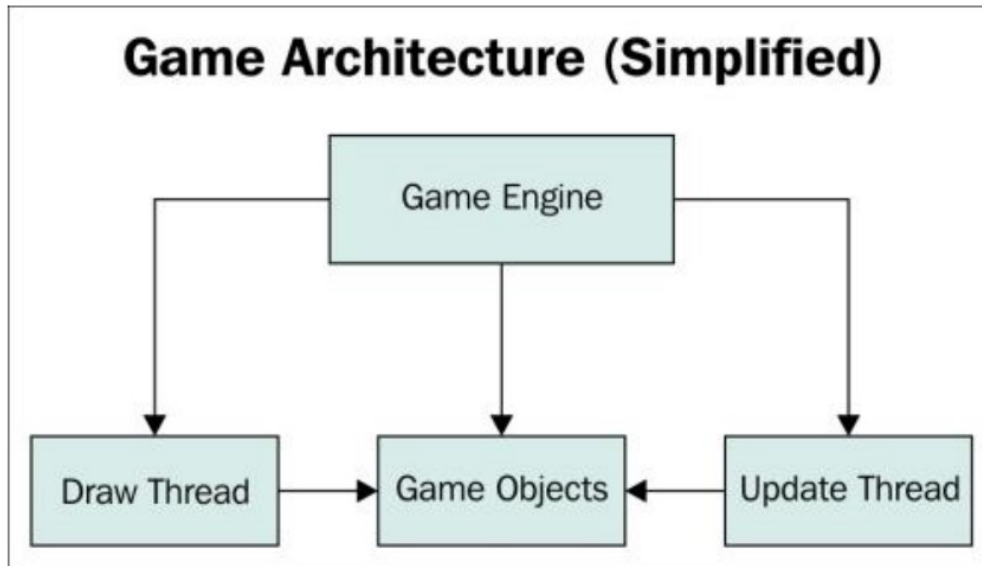 Game Architecture (Simplified)
Game Engine
Draw Thread
Game Objects
Update Thread